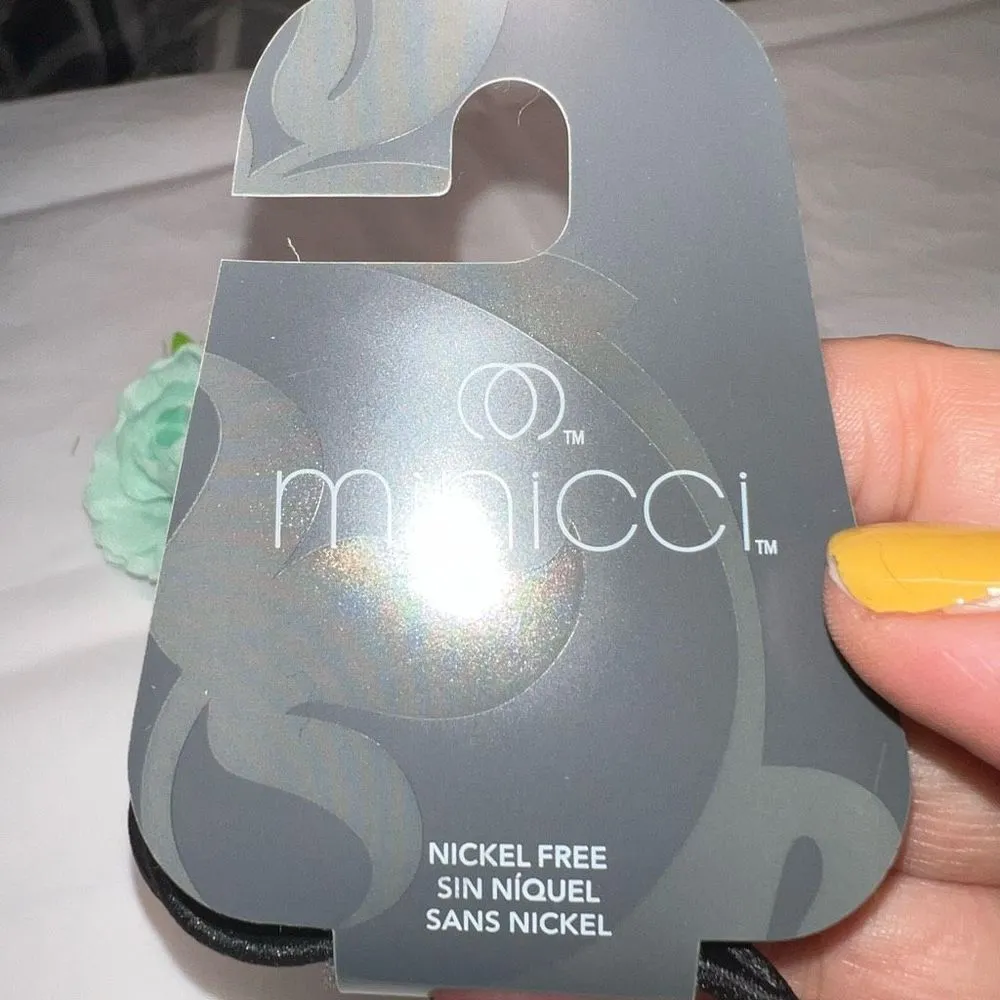 ™
minicci™
NICKEL FREE
SIN NÍQUEL
SANS NICKEL